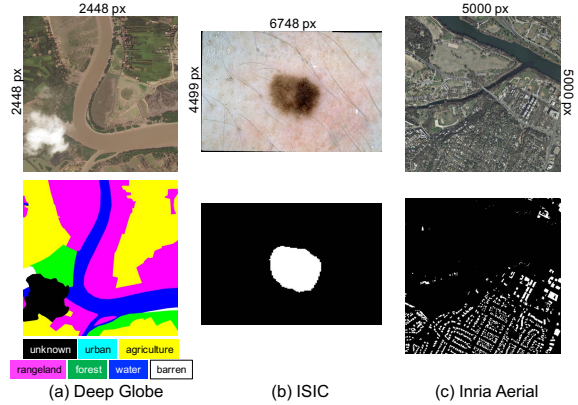 2448 px
6748 px
5000 px
2448 px
4499 px
5000 px
unknown
urban
agriculture
rangeland
forest
water
barren
(a) Deep Globe
(b) ISIC
(c) Inria Aerial